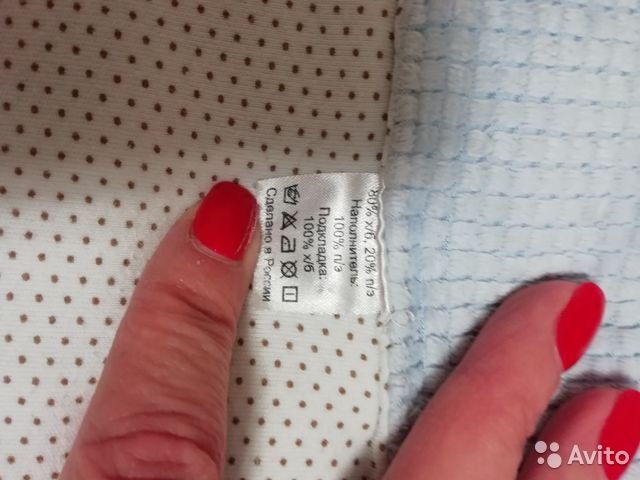 80% х/б, 20% п/э
Наполнитель:
100% п/э
Подкладка:
100% х/б
Сделано в России
Avito